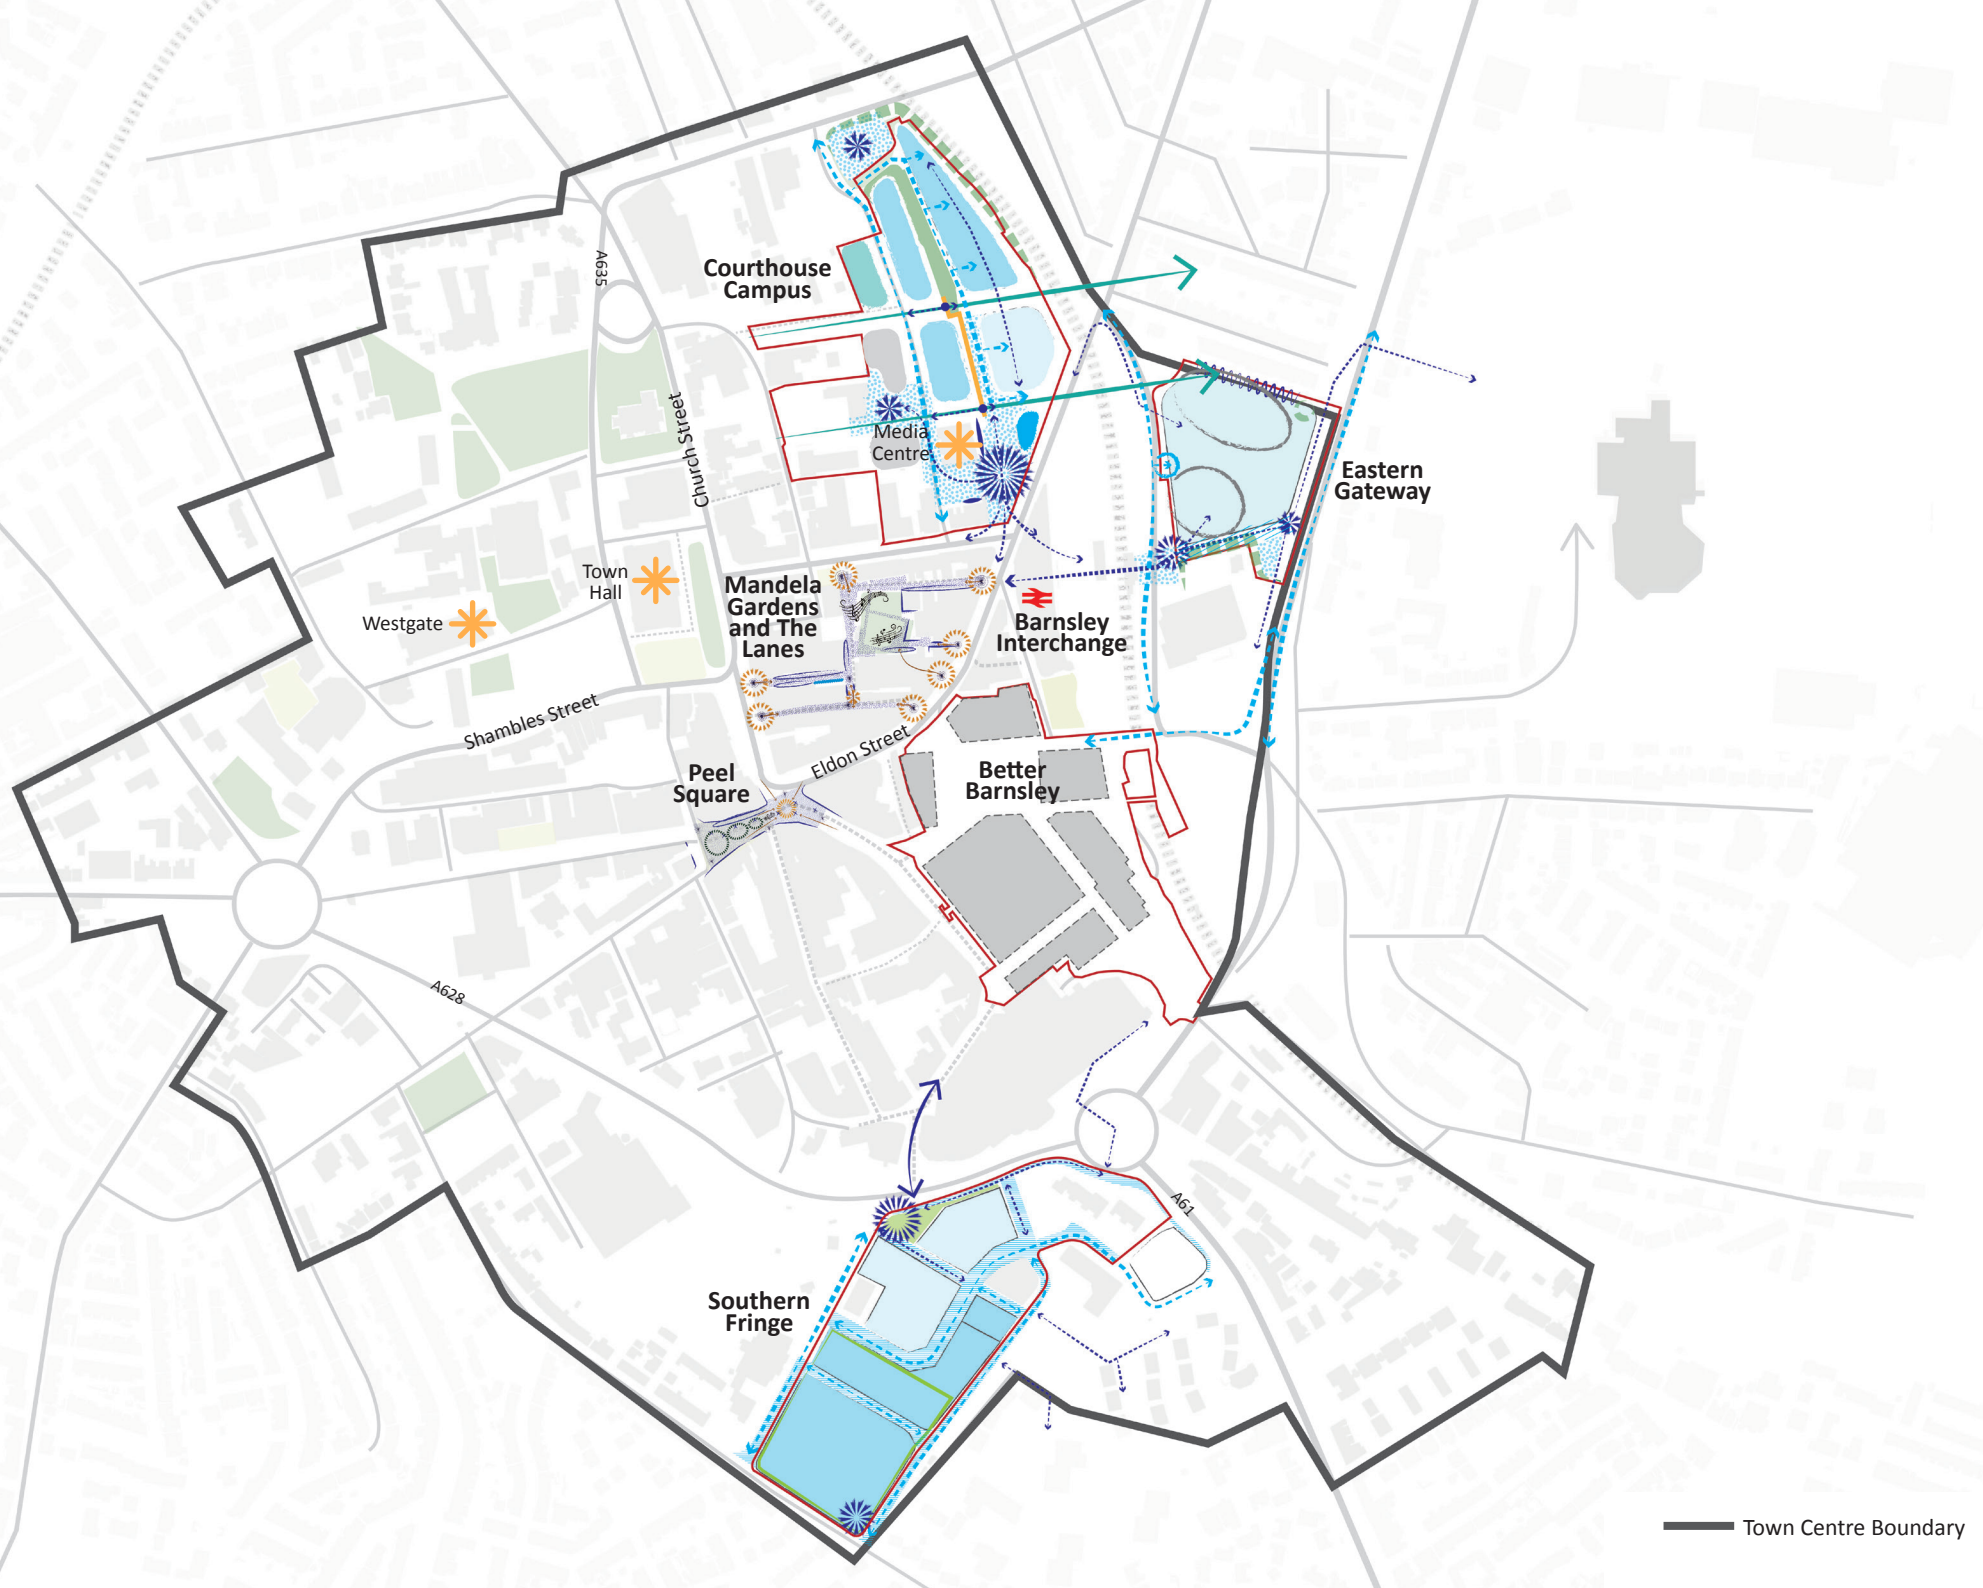 A635
Courthouse
Campus
Church Street
Media
Centre
Eastern
Gateway
Town
Hall
Westgate
Mandela
Gardens
and The
Lanes
Barnsley
Interchange
Shambles Street
Eldon Street
Peel
Square
Better
Barnsley
A628
A61
Southern
Fringe
Town Centre Boundary